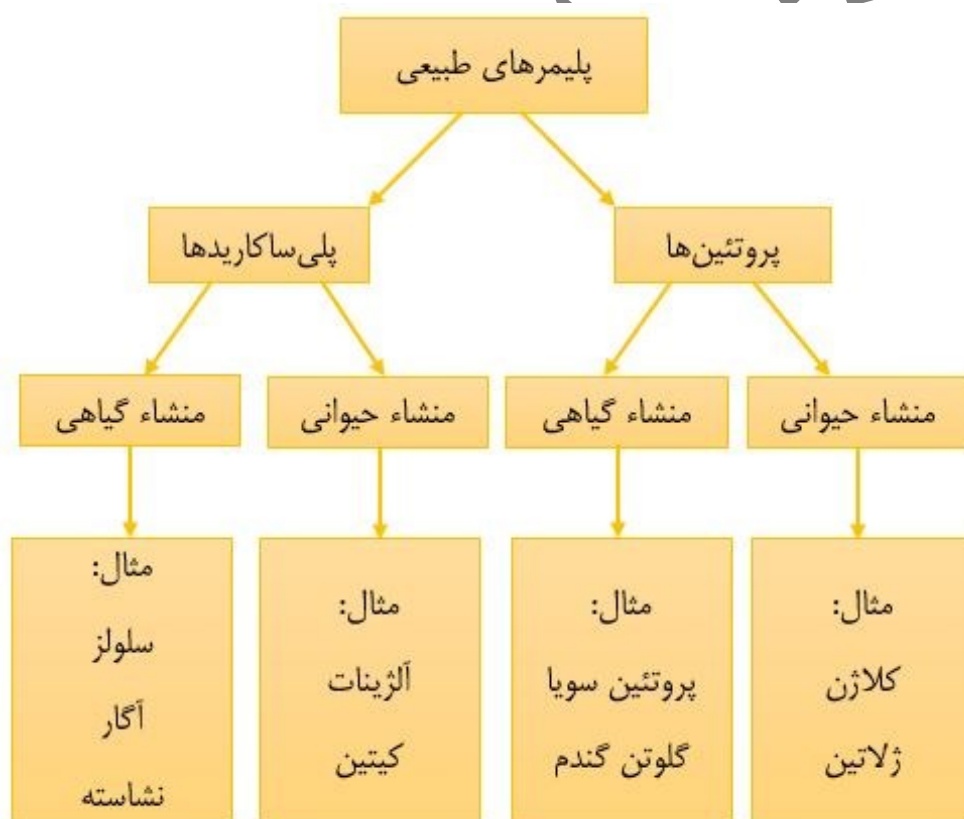 پلیمرهای طبیعی
پروتئین‌ها
پلی‌ساکاریدها
منشاء حیوانی
منشاء گیاهی
منشاء حیوانی
منشاء گیاهی
مثال:
کلاژن
ژلاتین
مثال:
پروتئین سویا
گلوتن گندم
مثال:
آلژینات
کیتین
مثال:
سلولز
آگار
نشاسته